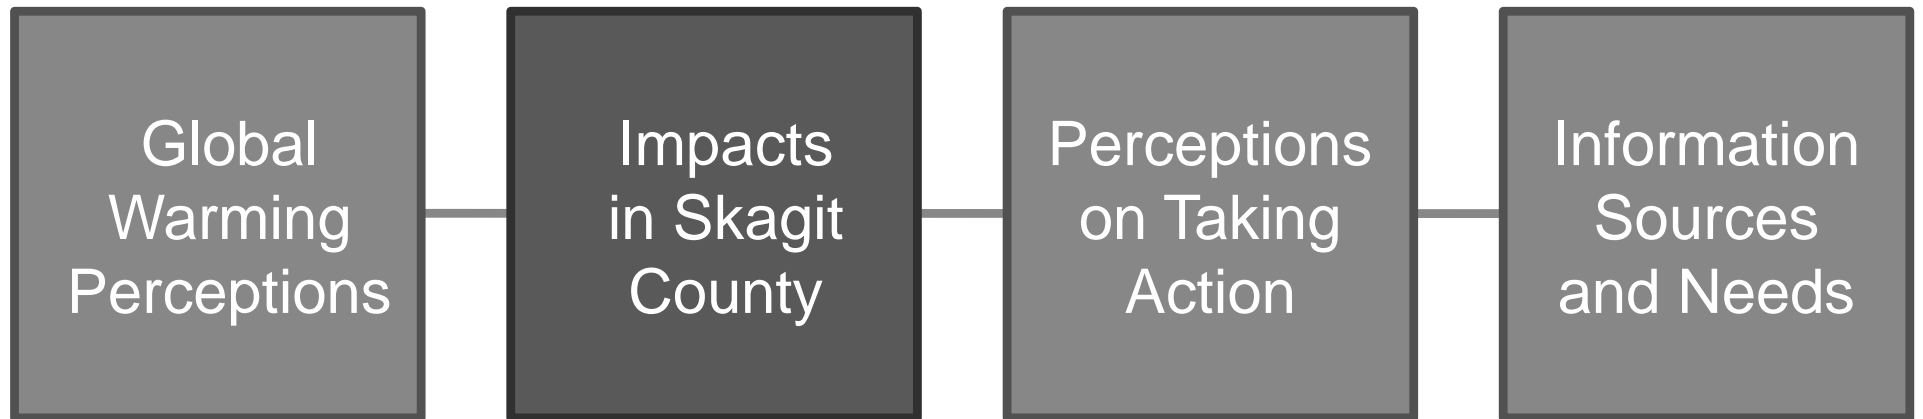 Global
Warming
Perceptions
Impacts
in Skagit
County
Perceptions
on Taking
Action
Information
Sources
and Needs